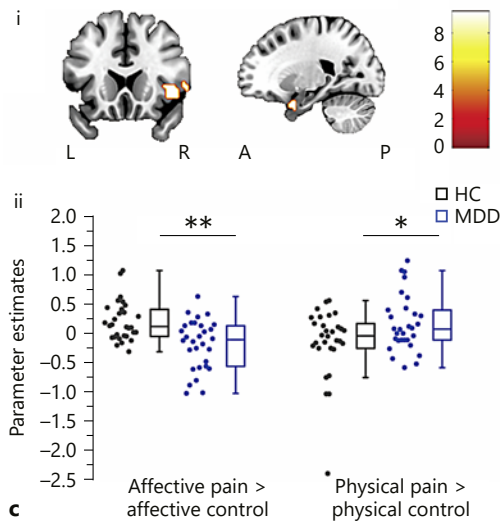 i
8
6
4
2
0
L R A P
ii
HC
MDD
2.0
1.5
1.0
0.5
0
−0.5
−1.0
−1.5
−2.0
−2.5
Parameter estimates
**
*
Affective pain >
affective control
Physical pain >
physical control
c